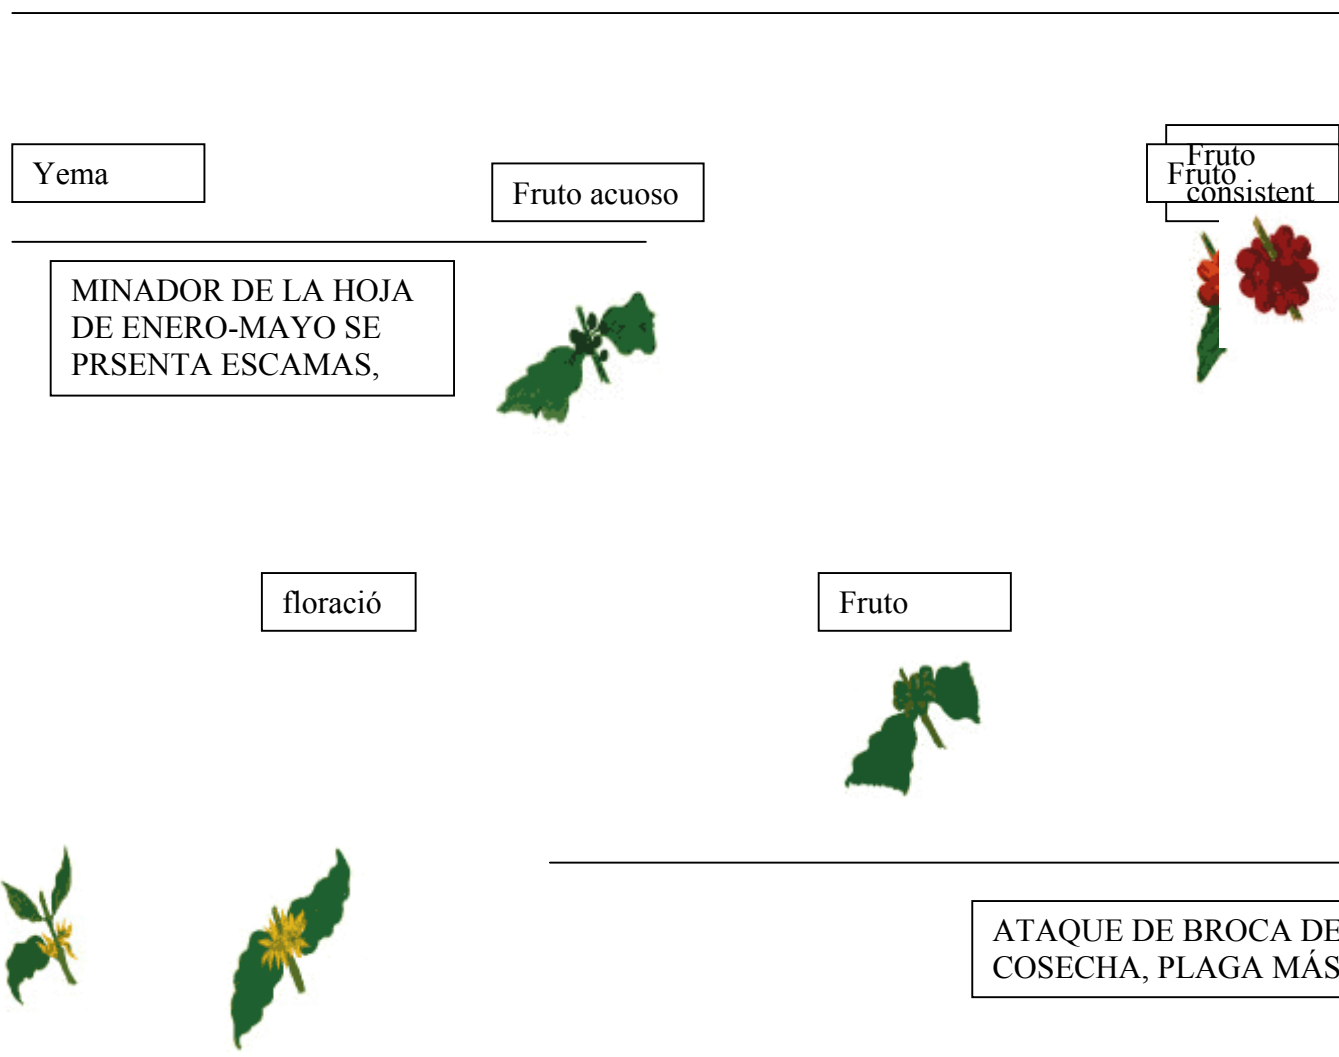 Yema
Fruto acuoso
Fruto
Fruto
consistent
MINADOR DE LA HOJA
DE ENERO-MAYO SE
PRSENTA ESCAMAS,
floració
Fruto
ATAQUE DE BROCA DE
COSECHA, PLAGA MÁS